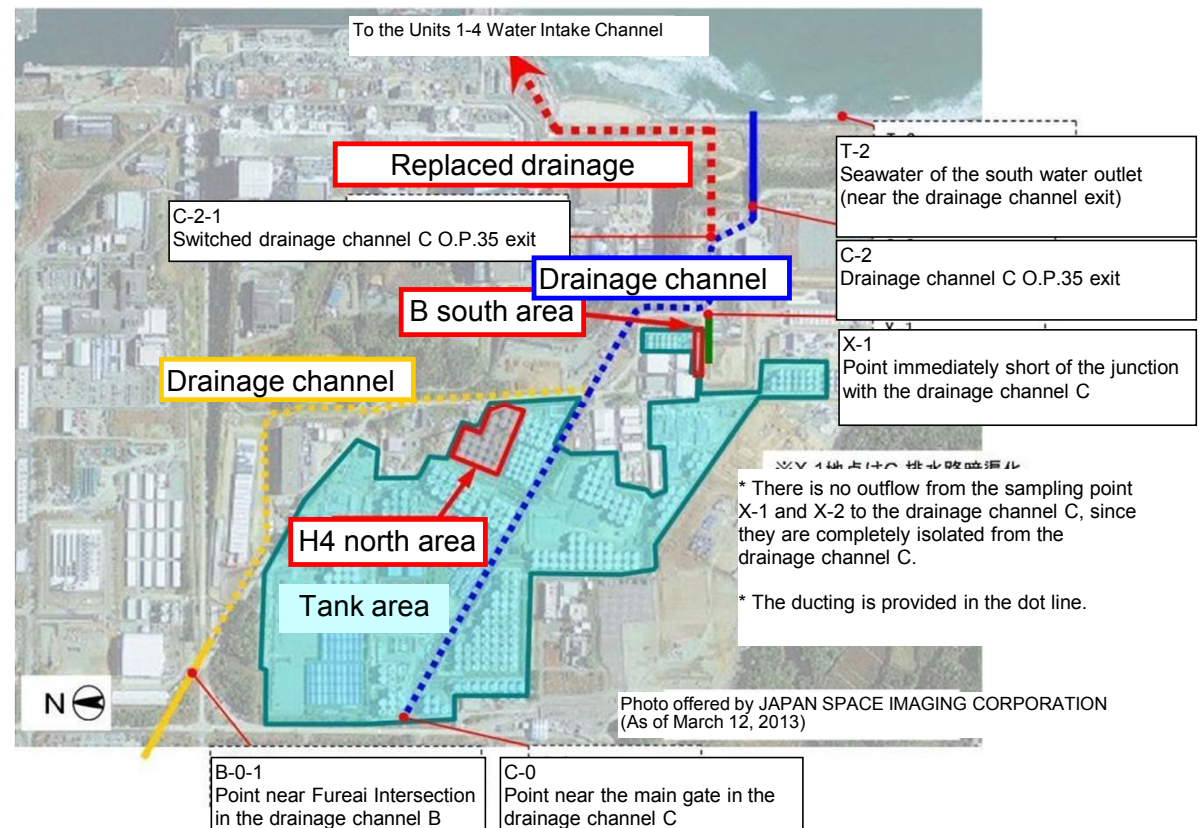 To the Units 1-4 Water Intake Channel
Replaced drainage
T-2
Seawater of the south water outlet
(near the drainage channel exit)
C-2-1
Switched drainage channel C O.P.35 exit
C-2
Drainage channel C O.P.35 exit
Drainage channel
B south area
X-1
Point immediately short of the junction
with the drainage channel C
Drainage channel
* There is no outflow from the sampling point
X-1 and X-2 to the drainage channel C, since
they are completely isolated from the
drainage channel C.
* The ducting is provided in the dot line.
H4 north area
Tank area
N
Photo offered by JAPAN SPACE IMAGING CORPORATION
(As of March 12, 2013)
B-0-1
Point near Fureai Intersection
in the drainage channel B
C-0
Point near the main gate in the
drainage channel C